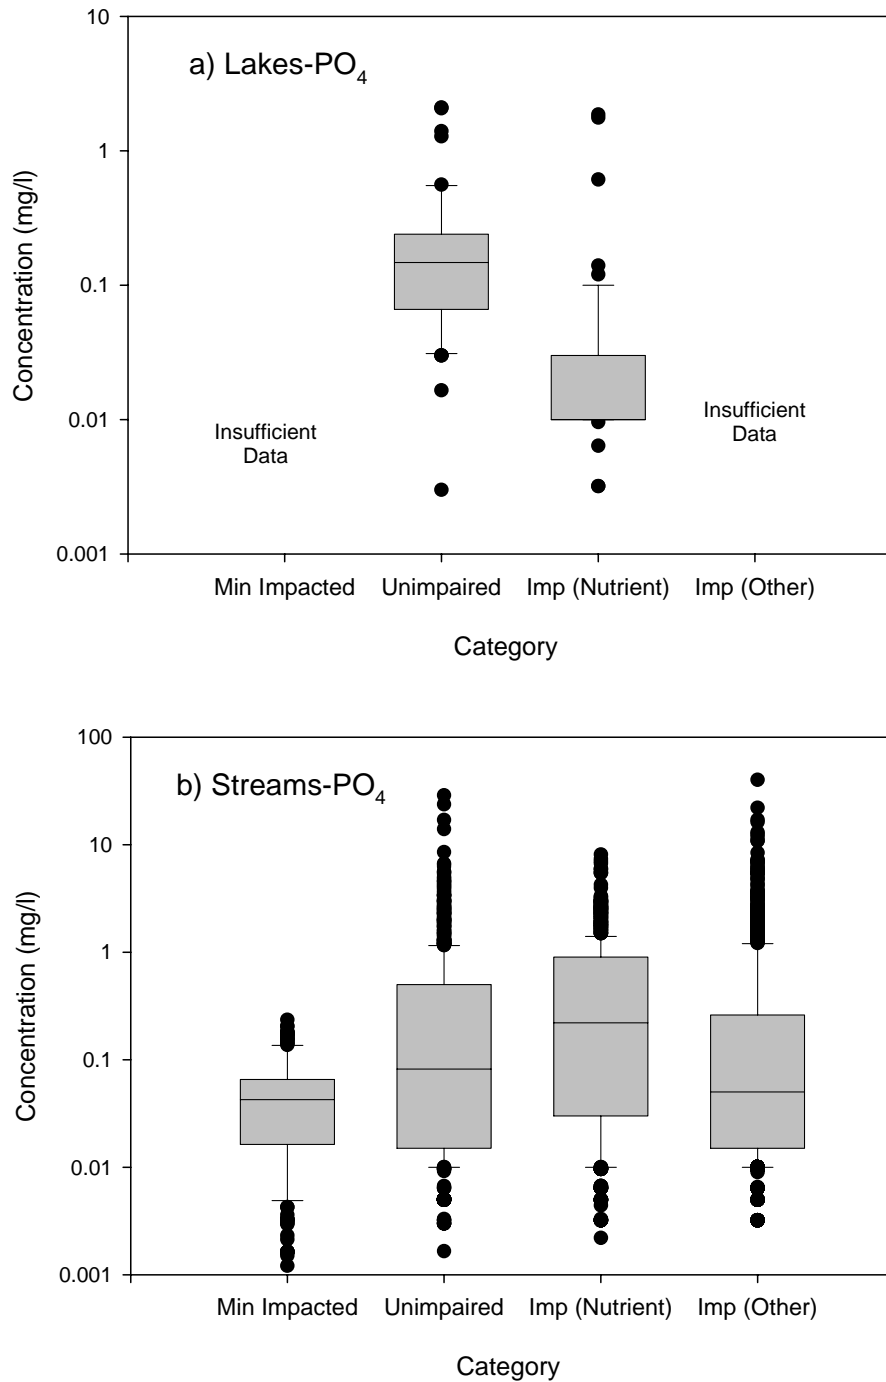 10
a) Lakes-PO4
1
Concentration (mg/l)
0.1
0.01
Insufficient
Data
Insufficient
Data
0.001
Min Impacted Unimpaired Imp (Nutrient) Imp (Other)
Category
100
b) Streams-PO4
10
Concentration (mg/l)
1
0.1
0.01
0.001
Min Impacted Unimpaired Imp (Nutrient) Imp (Other)
Category